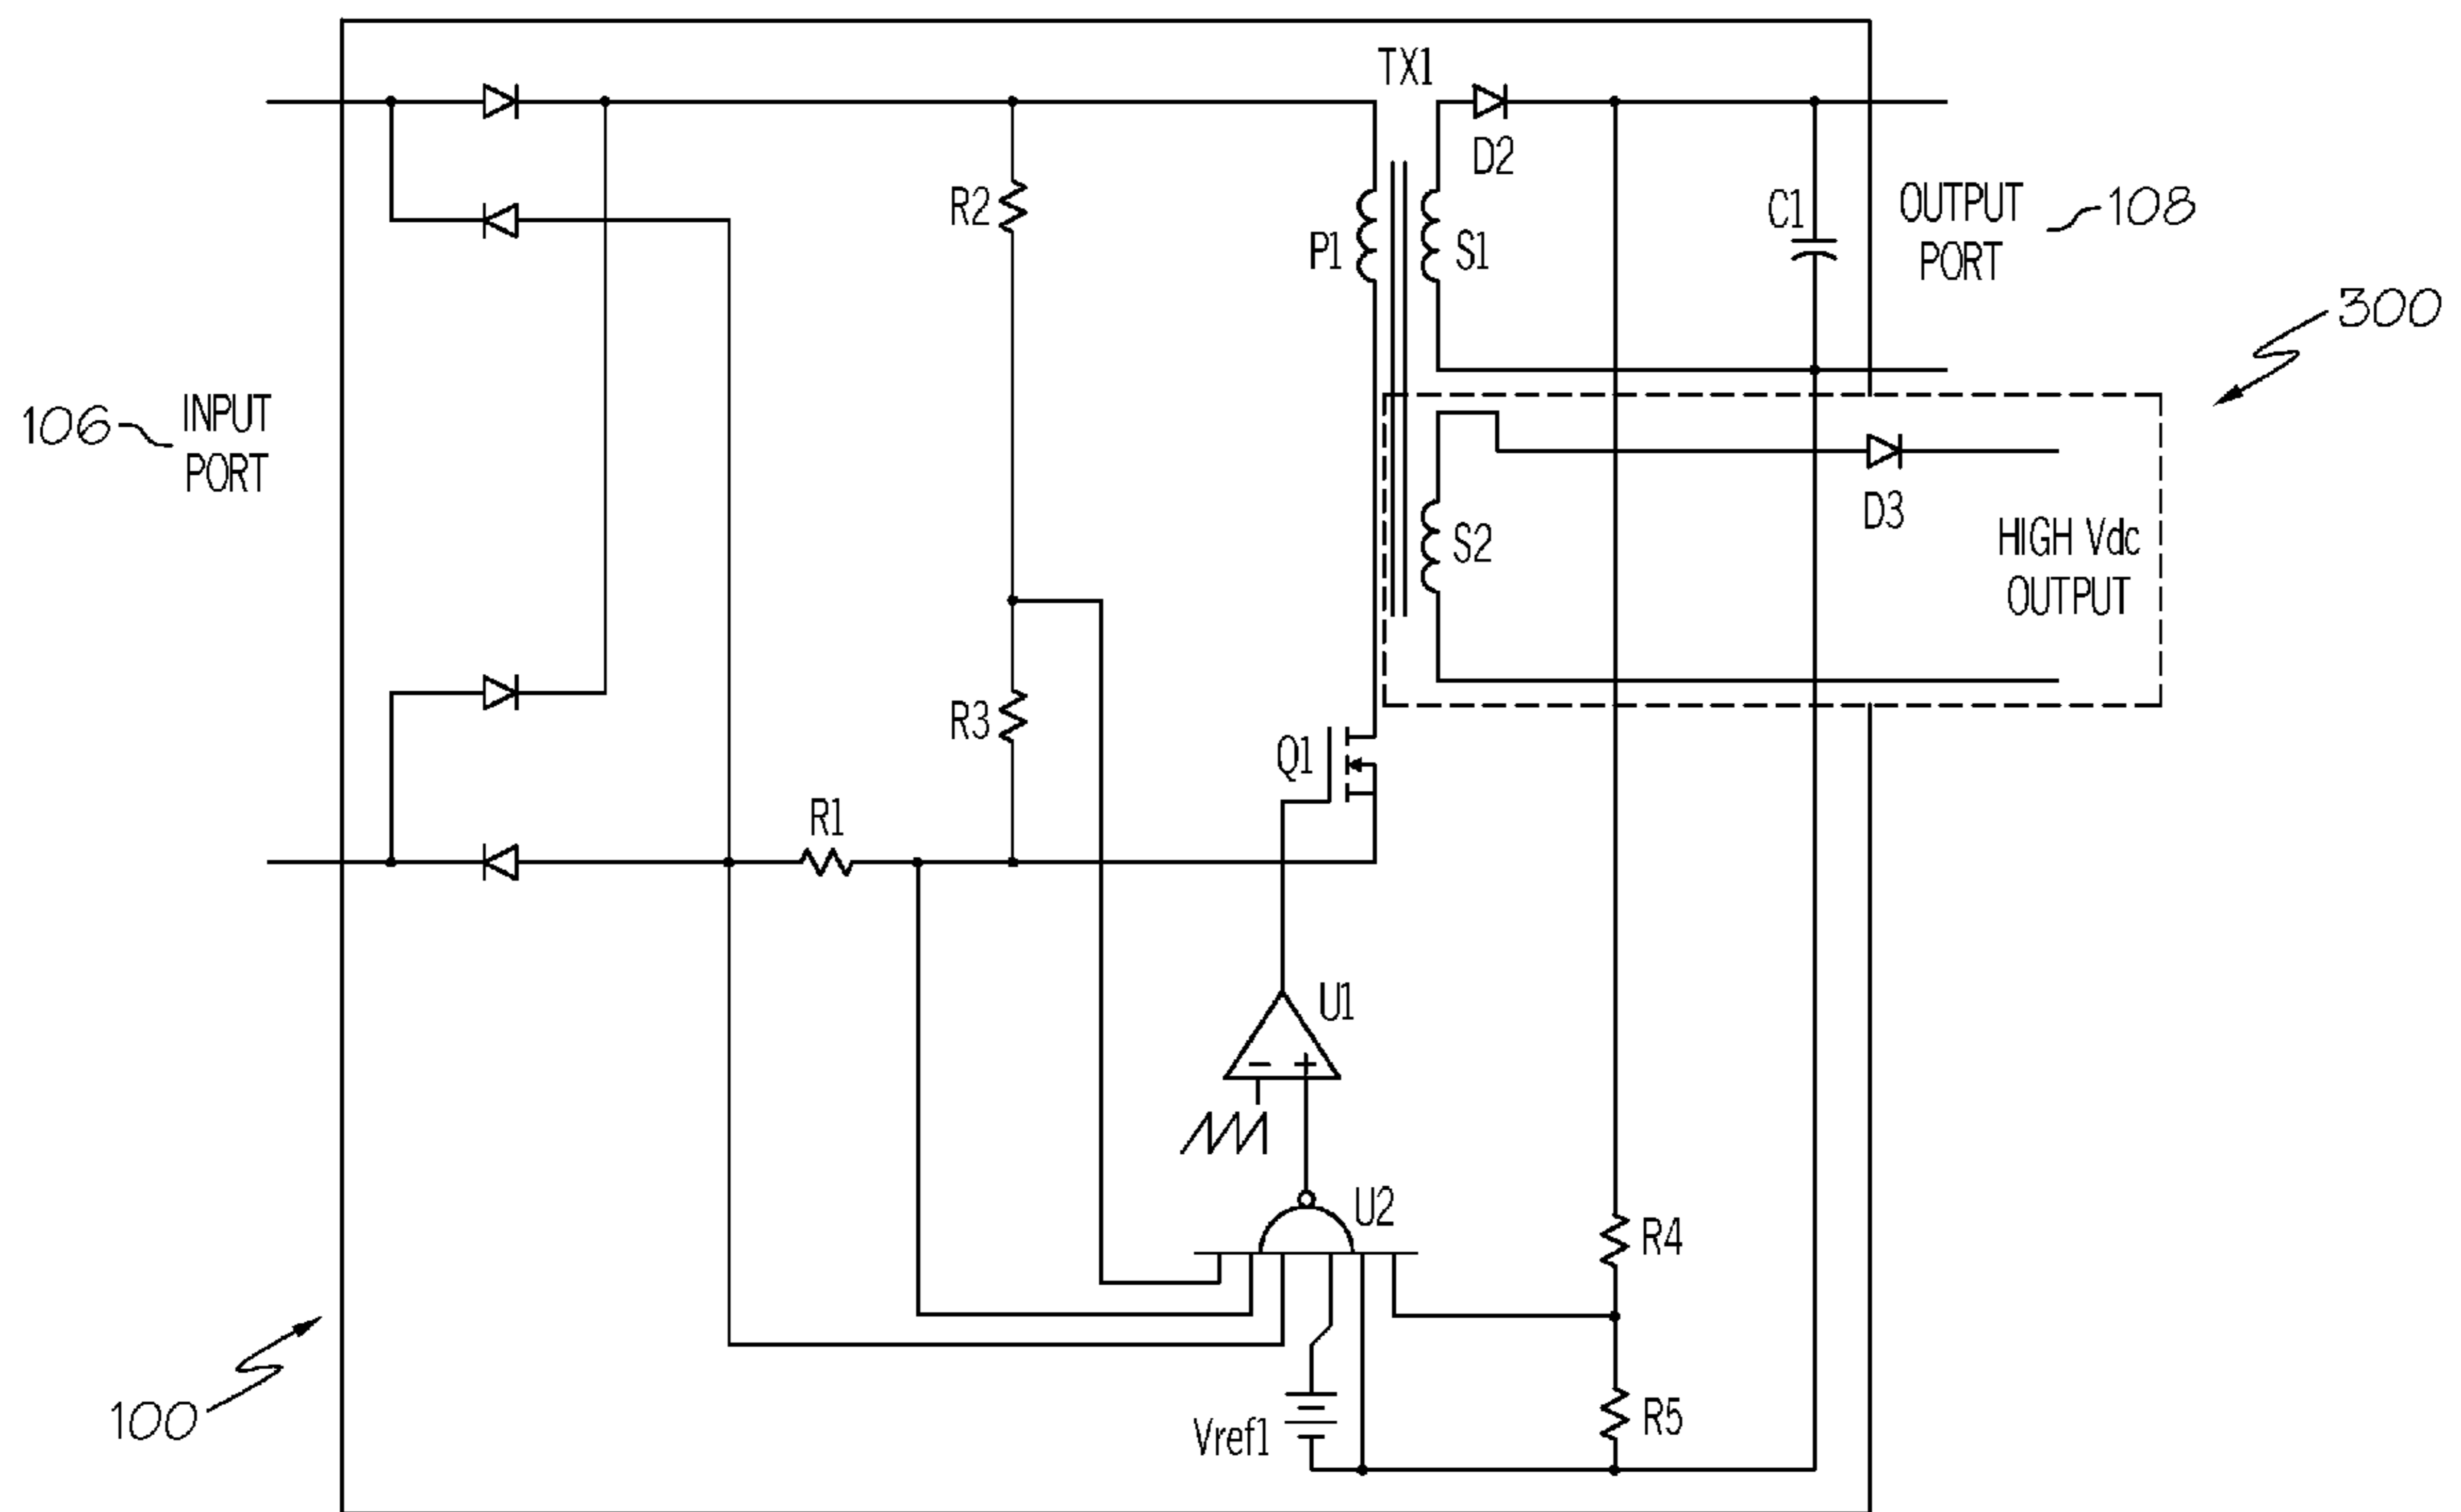 TX1
D2
R2
P1
S1
C1
OUTPUT
PORT
108
300
106
INPUT
PORT
D3
S2
HIGH Vdc
OUTPUT
R3
Q1
R1
U1
− +
U2
R4
100
Vref1
R5